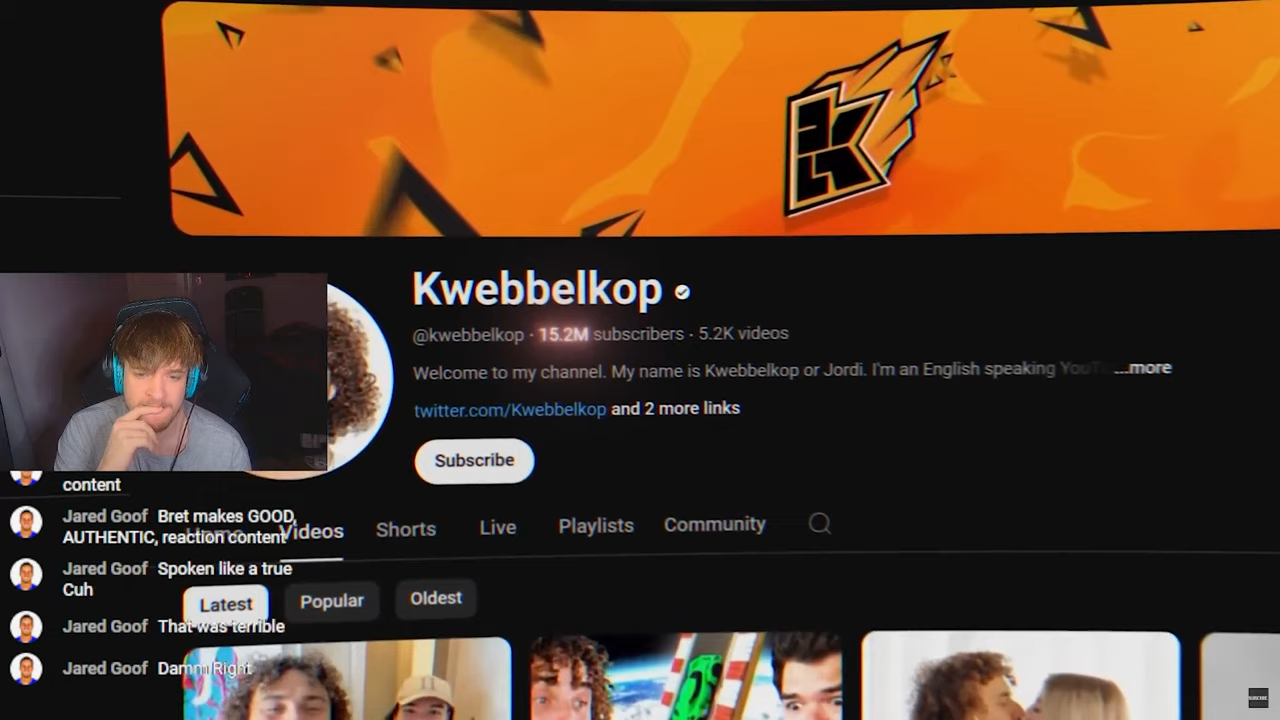 Kwebbelkop
@kwebbelkop · 15.2M subscribers · 5.2K videos
Welcome to my channel. My name is Kwebbelkop or Jordi. I'm an English speaking YouT ...more
twitter.com/Kwebbelkop and 2 more links
Subscribe
Home Videos Shorts Live Playlists Community
Latest Popular Oldest
content
Jared Goof Bret makes GOOD,
AUTHENTIC, reaction content
Jared Goof Spoken like a true
Cuh
Jared Goof That was terrible
Jared Goof Damm Right
SUBSCRIBE